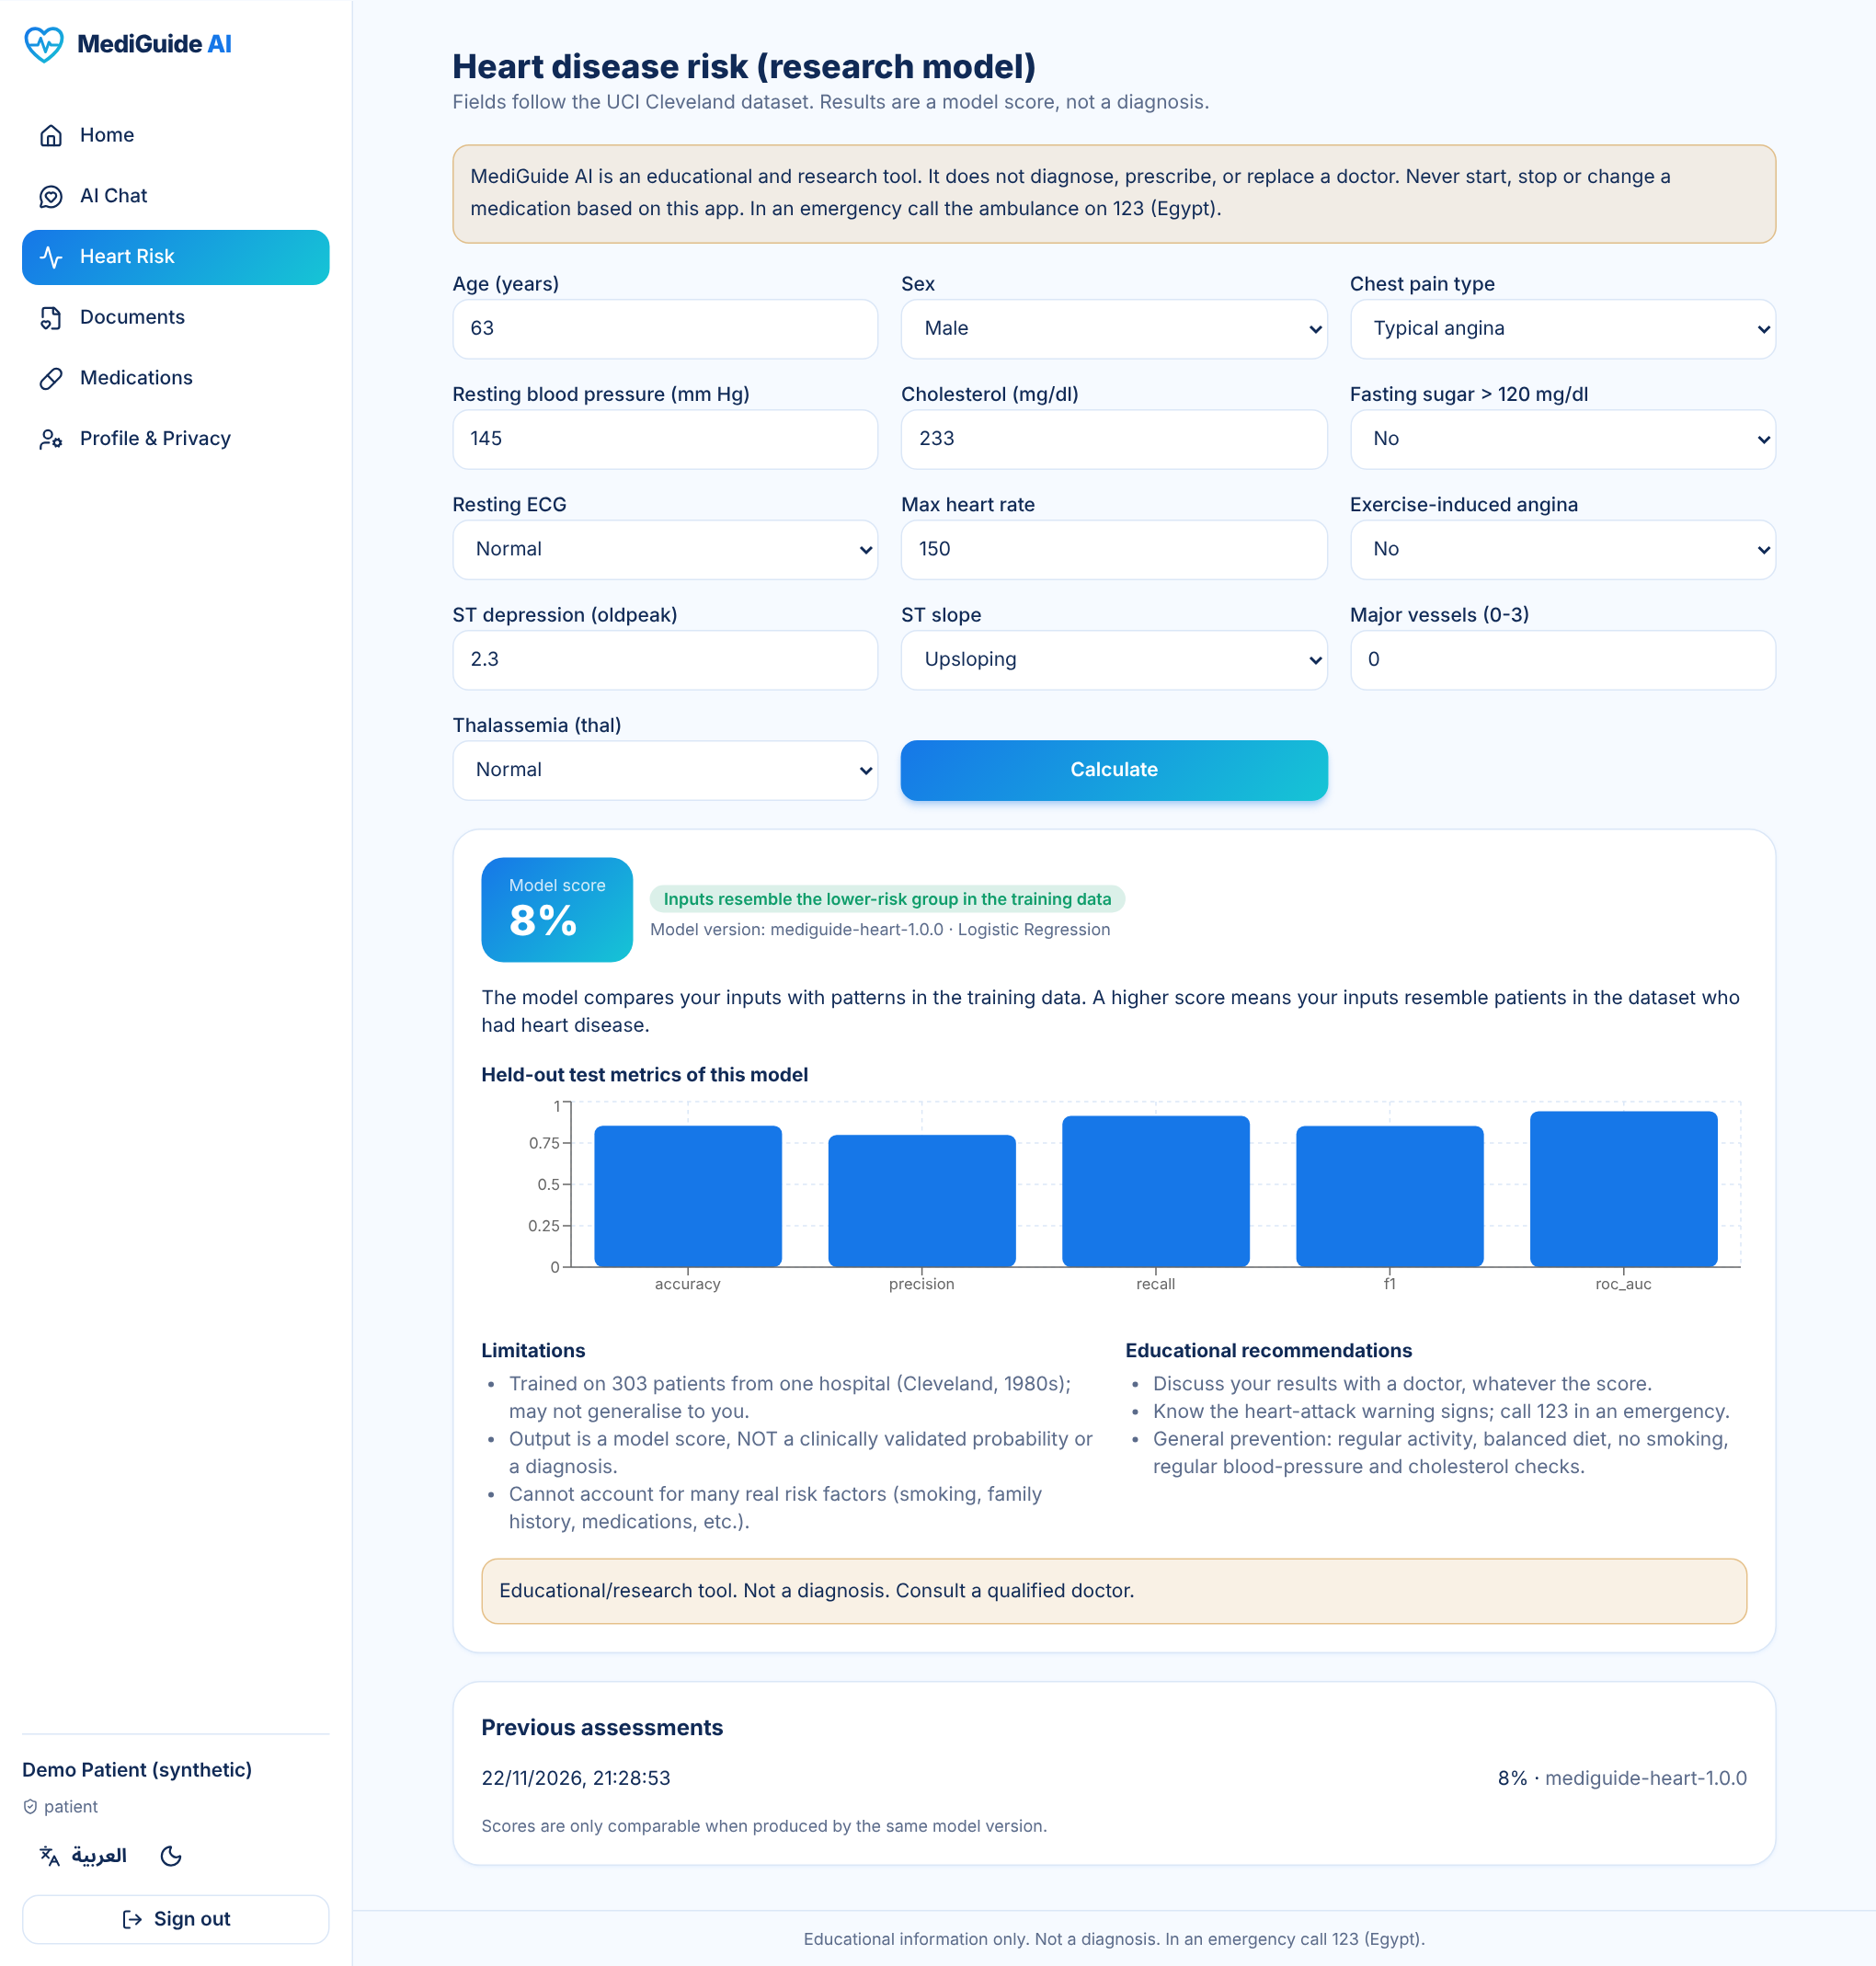 MediGuide AI
Home
AI Chat
Heart Risk
Documents
Medications
Profile & Privacy
Demo Patient (synthetic)
patient
العربية
Sign out
Heart disease risk (research model)
Fields follow the UCI Cleveland dataset. Results are a model score, not a diagnosis.
MediGuide AI is an educational and research tool. It does not diagnose, prescribe, or replace a doctor. Never start, stop or change a
medication based on this app. In an emergency call the ambulance on 123 (Egypt).
Age (years)
63
Sex
Male
Chest pain type
Typical angina
Resting blood pressure (mm Hg)
145
Cholesterol (mg/dl)
233
Fasting sugar > 120 mg/dl
No
Resting ECG
Normal
Max heart rate
150
Exercise-induced angina
No
ST depression (oldpeak)
2.3
ST slope
Upsloping
Major vessels (0-3)
0
Thalassemia (thal)
Normal
Calculate
Model score
8%
Inputs resemble the lower-risk group in the training data
Model version: mediguide-heart-1.0.0 · Logistic Regression
The model compares your inputs with patterns in the training data. A higher score means your inputs resemble patients in the dataset who
had heart disease.
Held-out test metrics of this model
1
0.75
0.5
0.25
0
accuracy
precision
recall
f1
roc_auc
Limitations
• Trained on 303 patients from one hospital (Cleveland, 1980s);
may not generalise to you.
• Output is a model score, NOT a clinically validated probability or
a diagnosis.
• Cannot account for many real risk factors (smoking, family
history, medications, etc.).
Educational recommendations
• Discuss your results with a doctor, whatever the score.
• Know the heart-attack warning signs; call 123 in an emergency.
• General prevention: regular activity, balanced diet, no smoking,
regular blood-pressure and cholesterol checks.
Educational/research tool. Not a diagnosis. Consult a qualified doctor.
Previous assessments
22/11/2026, 21:28:53
8% · mediguide-heart-1.0.0
Scores are only comparable when produced by the same model version.
Educational information only. Not a diagnosis. In an emergency call 123 (Egypt).